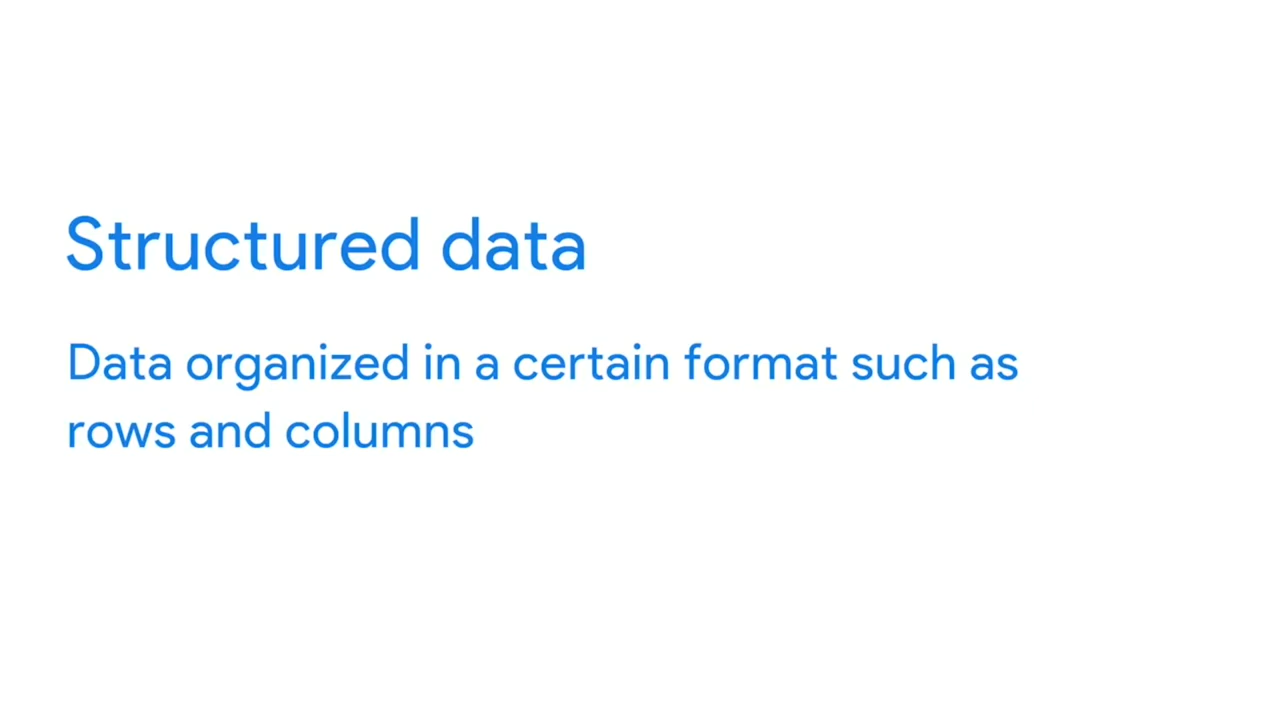 Structured data
Data organized in a certain format such as
rows and columns